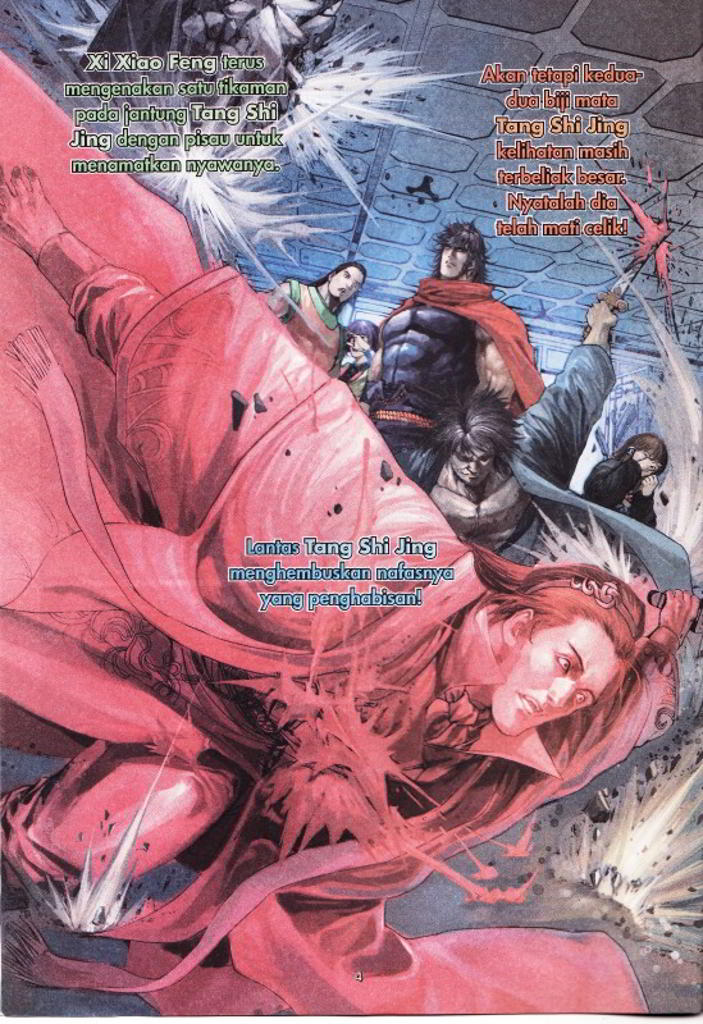 Xi Xiao Feng terus
mengenakan satu tikaman
pada jantung Tang Shi
Jing dengan pisau untuk
menamatkan nyawanya.
Akan tetapi kedua-
dua biji mata
Tang Shi Jing
kelihatan masih
terbeliak besar.
Nyatalah dia
telah mati celik!
Lantas Tang Shi Jing
menghembuskan nafasnya
yang penghabisan!
4